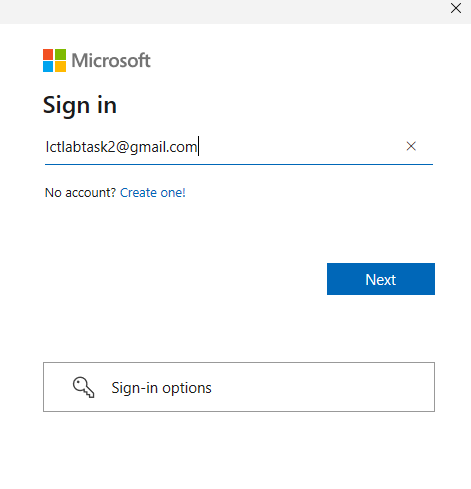 Microsoft
Sign in
Ictlabtask2@gmail.com
No account? Create one!
Next
Sign-in options